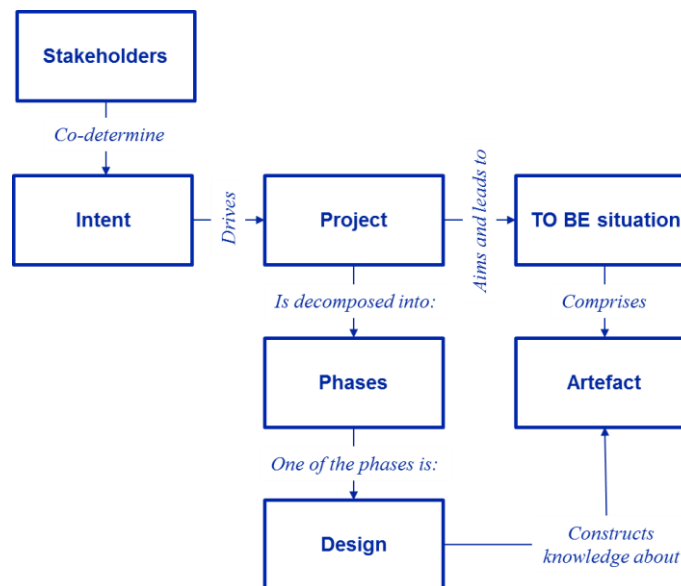 Stakeholders
Co-determine
Intent
Drives
Project
Aims and leads to
TO BE situation
Is decomposed into:
Comprises
Phases
Artefact
One of the phases is:
Design
Constructs
knowledge about